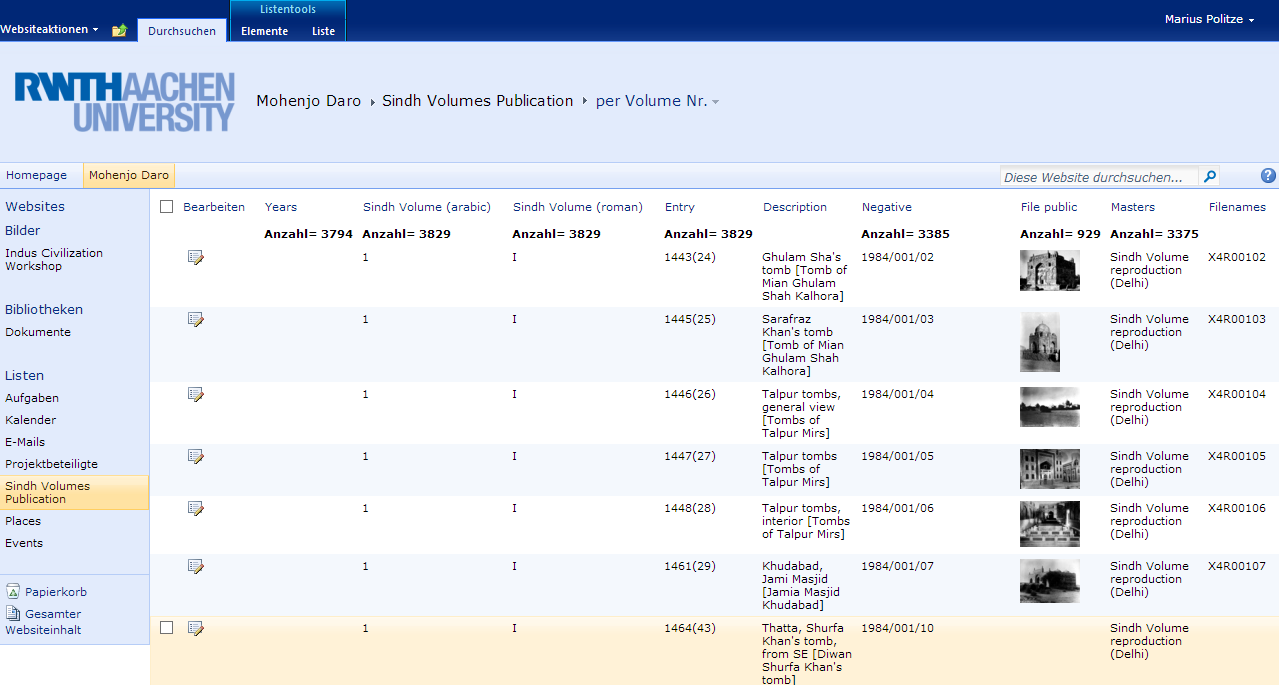 Listentools
Websiteaktionen
Durchsuchen
Elemente
Liste
Marius Politze
RWTHAACHEN
UNIVERSITY
Mohenjo Daro
Sindh Volumes Publication
per Volume Nr.
Homepage
Mohenjo Daro
Diese Website durchsuchen...
Websites
Bilder
Indus Civilization
Workshop
Bibliotheken
Dokumente
Listen
Aufgaben
Kalender
E-Mails
Projektbeteiligte
Sindh Volumes
Publication
Places
Events
Papierkorb
Gesamter
Websiteinhalt
Bearbeiten Years Sindh Volume (arabic) Sindh Volume (roman) Entry Description Negative File public Masters Filenames
Anzahl= 3794 Anzahl= 3829 Anzahl= 3829 Anzahl= 3829 Anzahl= 3385 Anzahl= 929 Anzahl= 3375
1 I 1443(24) Ghulam Sha's 1984/001/02 Sindh Volume X4R00102
tomb [Tomb of reproduction
Mian Ghulam (Delhi)
Shah Kalhora]
1 I 1445(25) Sarafraz 1984/001/03 Sindh Volume X4R00103
Khan's tomb reproduction
[Tomb of Mian (Delhi)
Ghulam Shah
Kalhora]
1 I 1446(26) Talpur tombs, 1984/001/04 Sindh Volume X4R00104
general view reproduction
[Tombs of (Delhi)
Talpur Mirs]
1 I 1447(27) Talpur tombs 1984/001/05 Sindh Volume X4R00105
[Tombs of reproduction
Talpur Mirs] (Delhi)
1 I 1448(28) Talpur tombs, 1984/001/06 Sindh Volume X4R00106
interior [Tombs reproduction
of Talpur Mirs] (Delhi)
1 I 1461(29) Khudabad, 1984/001/07 Sindh Volume X4R00107
Jami Masjid reproduction
[Jamia Masjid (Delhi)
Khudabad]
1 I 1464(43) Thatta, Shurfa 1984/001/10 Sindh Volume
Khan's tomb, reproduction
from SE [Diwan (Delhi)
Shurfa Khan's
tomb]